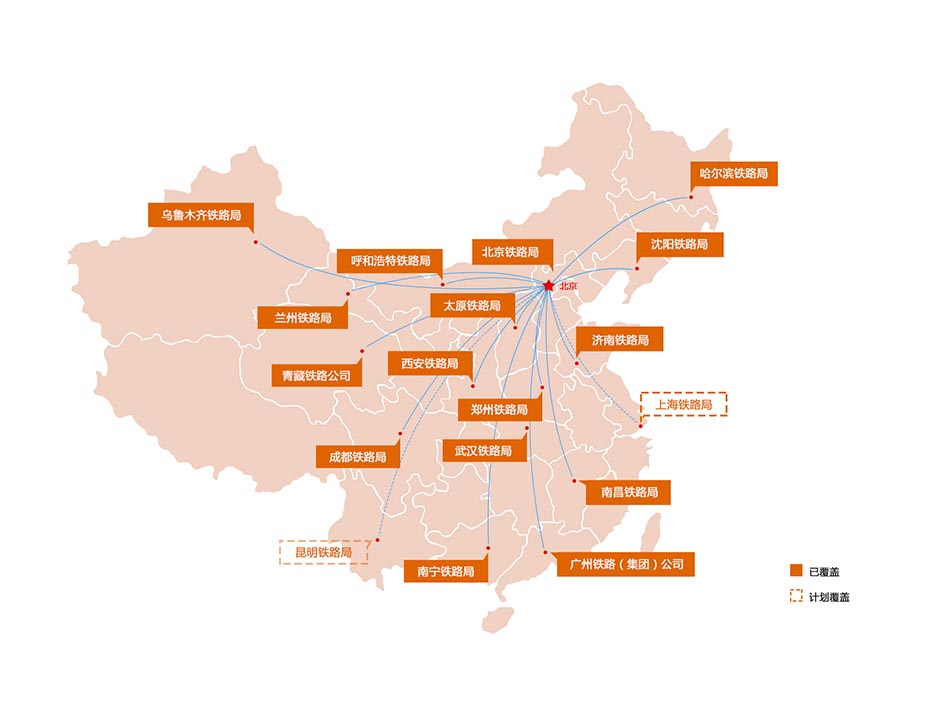 哈尔滨铁路局
乌鲁木齐铁路局
沈阳铁路局
北京铁路局
呼和浩特铁路局
北京
太原铁路局
兰州铁路局
济南铁路局
西安铁路局
青藏铁路公司
上海铁路局
郑州铁路局
武汉铁路局
成都铁路局
南昌铁路局
昆明铁路局
广州铁路（集团）公司
南宁铁路局
已覆盖
计划覆盖